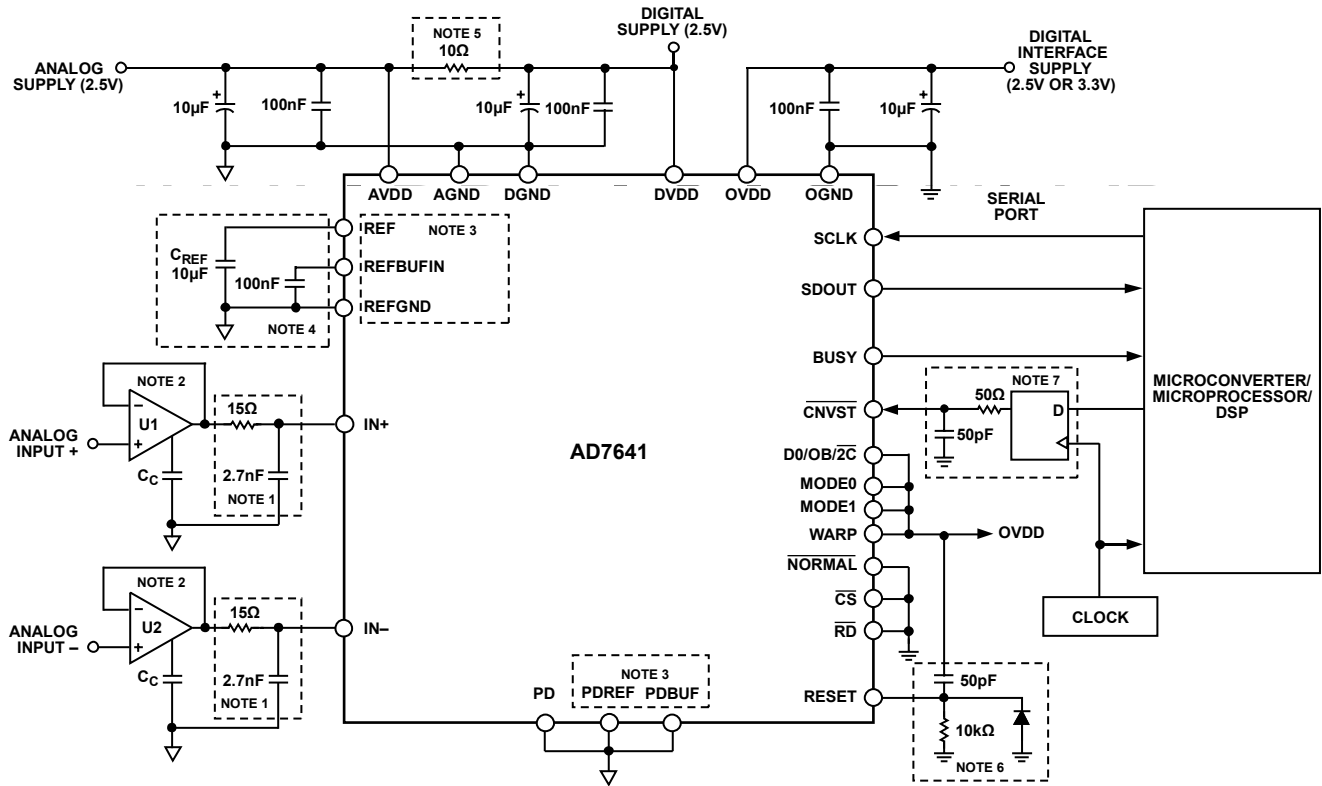 DIGITAL
SUPPLY (2.5V)
NOTE 5
10Ω
ANALOG
SUPPLY (2.5V)
10µF
+
100nF
10µF
+
100nF
DIGITAL
INTERFACE
SUPPLY
(2.5V OR 3.3V)
100nF
10µF
+
AVDD
AGND
DGND
DVDD
OVDD
OGND
SERIAL
PORT
REF
NOTE 3
REFBUFIN
REFGND
CREF
10µF
100nF
NOTE 4
SCLK
SDOUT
BUSY
CNVST
D0/OB/2C
MODE0
MODE1
WARP
NORMAL
CS
RD
RESET
NOTE 2
–
U1
+
ANALOG
INPUT +
CC
15Ω
2.7nF
NOTE 1
IN+
AD7641
NOTE 7
50Ω
D
50pF
MICROCONVERTER/
MICROPROCESSOR/
DSP
OVDD
CLOCK
NOTE 2
–
U2
+
ANALOG
INPUT –
CC
15Ω
2.7nF
NOTE 1
IN–
PD
NOTE 3
PDREF
PDBUF
50pF
10kΩ
NOTE 6